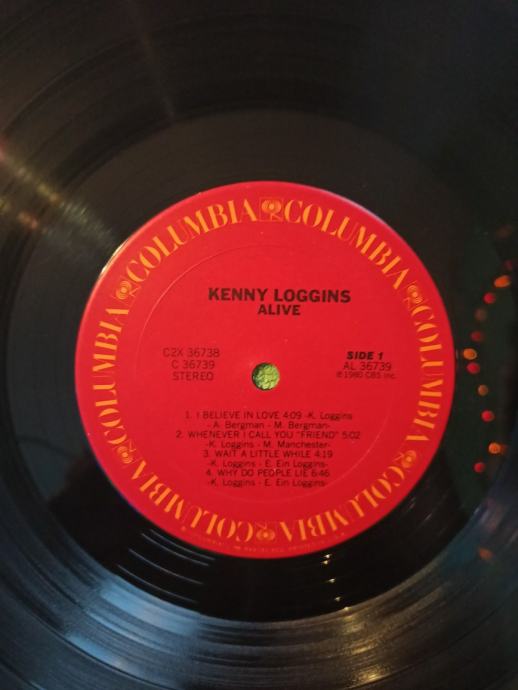 COLUMBIA COLUMBIA COLUMBIA COLUMBIA COLUMBIA COLUMBIA
KENNY LOGGINS
ALIVE
C2X 36738
C 36739
STEREO
SIDE 1
AL 36739
℗ 1980 CBS Inc.
1. I BELIEVE IN LOVE 4:09 -K. Loggins
- A. Bergman - M. Bergman-
2. WHENEVER I CALL YOU "FRIEND" 5:02
-K. Loggins - M. Manchester-
3. WAIT A LITTLE WHILE 4:19
-K. Loggins - E. Ein Loggins-
4. WHY DO PEOPLE LIE 6:46
-K. Loggins - E. Ein Loggins-